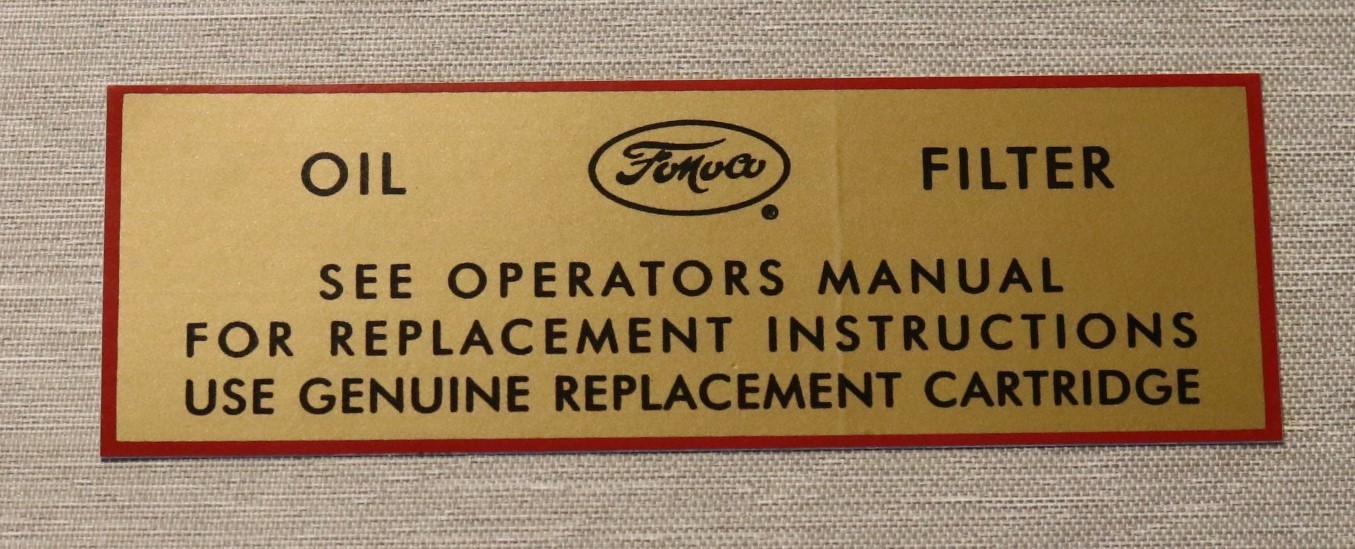 OIL FoMoCo FILTER
SEE OPERATORS MANUAL
FOR REPLACEMENT INSTRUCTIONS
USE GENUINE REPLACEMENT CARTRIDGE